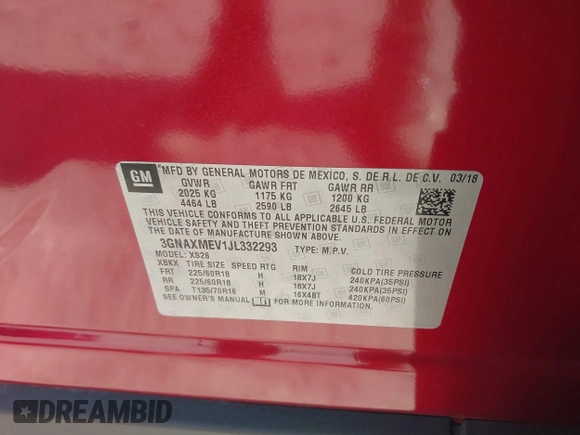 GM
*MFD BY GENERAL MOTORS DE MEXICO, S. DE R.L. DE C.V. 03/18
GVWR GAWR FRT GAWR RR
2025 KG 1175 KG 1200 KG
4464 LB 2590 LB 2645 LB
THIS VEHICLE CONFORMS TO ALL APPLICABLE U.S. FEDERAL MOTOR
VEHICLE SAFETY AND THEFT PREVENTION STANDARDS IN EFFECT ON
THE DATE OF MANUFACTURE SHOWN ABOVE.
3GNAXMEV1JL332293 TYPE: M.P.V.
MODEL: XS26
XBKX TIRE SIZE SPEED RTG RIM COLD TIRE PRESSURE
FRT 225/60R18 H 18X7J 240KPA(35PSI)
RR 225/60R18 H 18X7J 240KPA(35PSI)
SPA T135/70R16 M 16X4BT 420KPA(60PSI)
SEE OWNER'S MANUAL FOR MORE INFORMATION.
DREAMBID